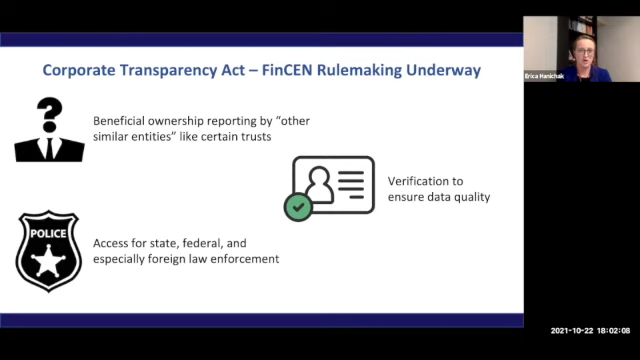 Corporate Transparency Act – FinCEN Rulemaking Underway
Erica Hanichak
?
Beneficial ownership reporting by “other
similar entities” like certain trusts
Verification to
ensure data quality
POLICE
Access for state, federal, and
especially foreign law enforcement
2021-10-22 18:02:08